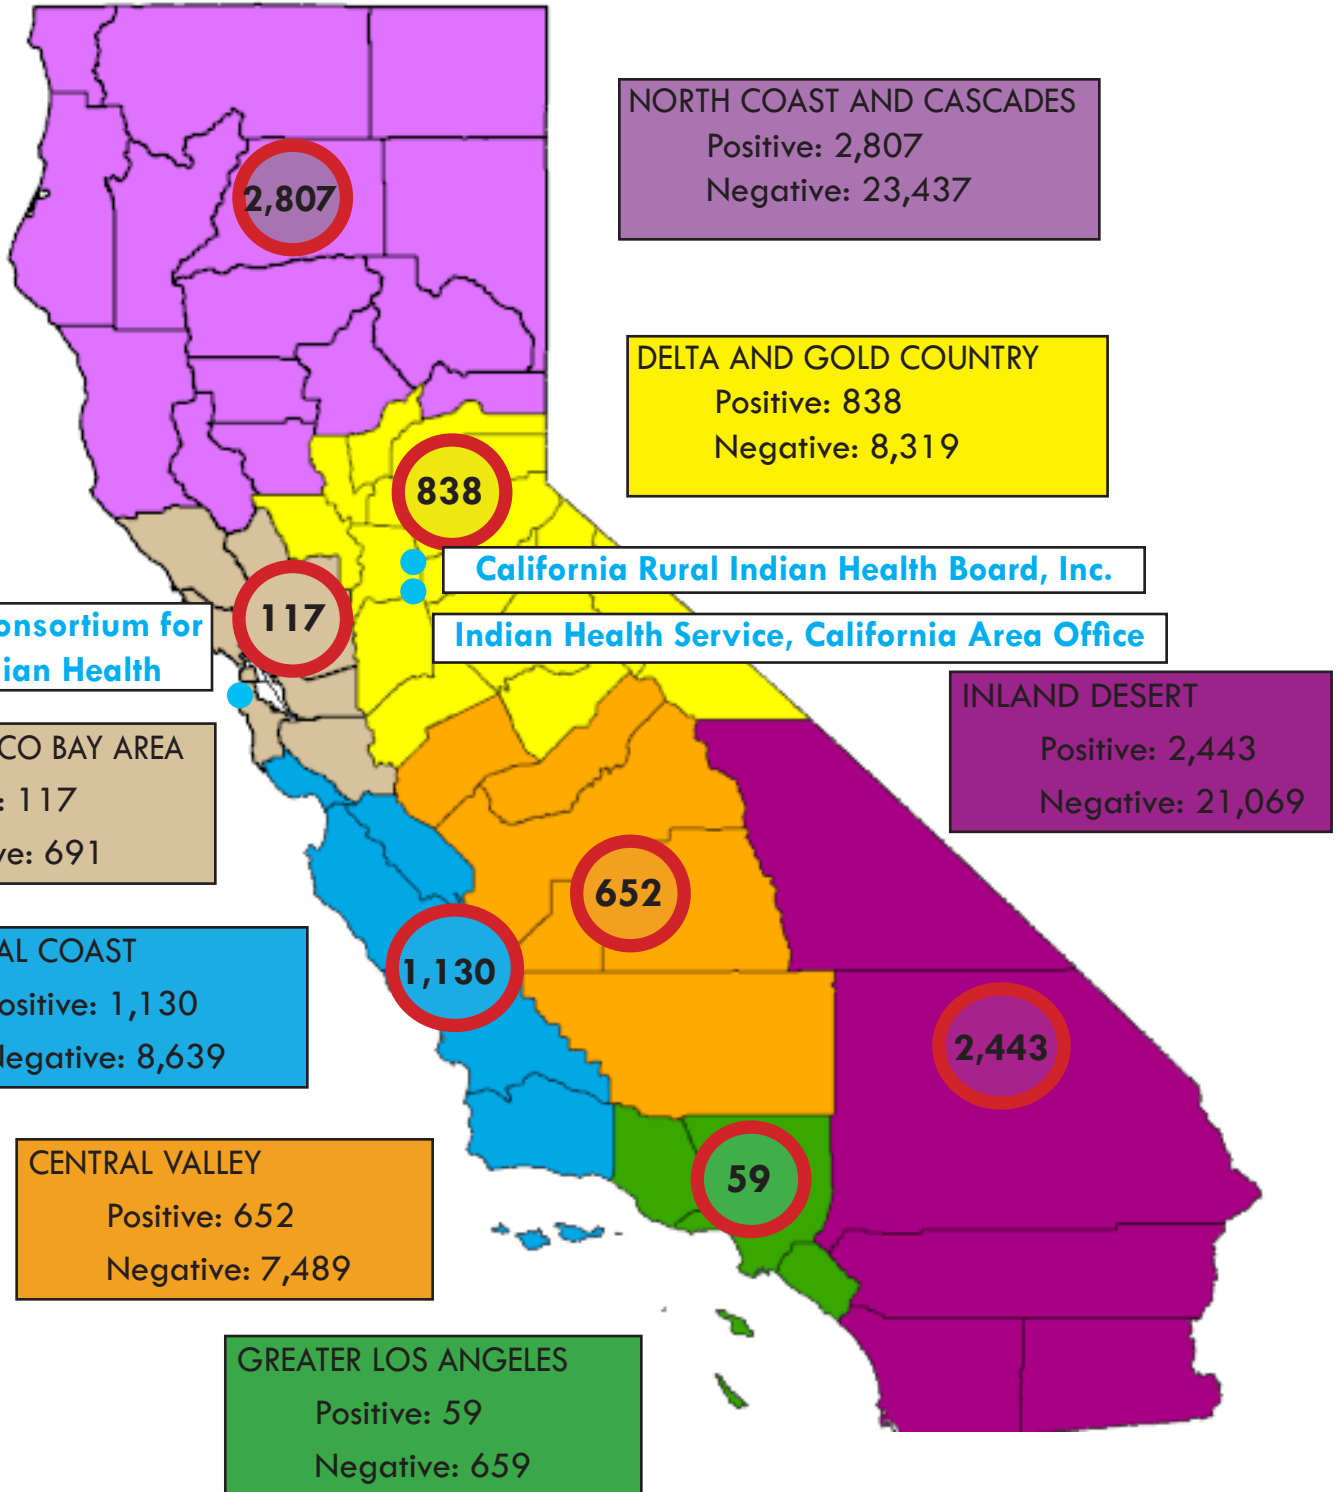 NORTH COAST AND CASCADES
Positive: 2,807
Negative: 23,437
2,807
DELTA AND GOLD COUNTRY
Positive: 838
Negative: 8,319
838
California Rural Indian Health Board, Inc.
117
onsortium for
ian Health
Indian Health Service, California Area Office
INLAND DESERT
Positive: 2,443
Negative: 21,069
CO BAY AREA
: 117
ve: 691
652
AL COAST
ositive: 1,130
Negative: 8,639
1,130
2,443
CENTRAL VALLEY
Positive: 652
Negative: 7,489
59
GREATER LOS ANGELES
Positive: 59
Negative: 659